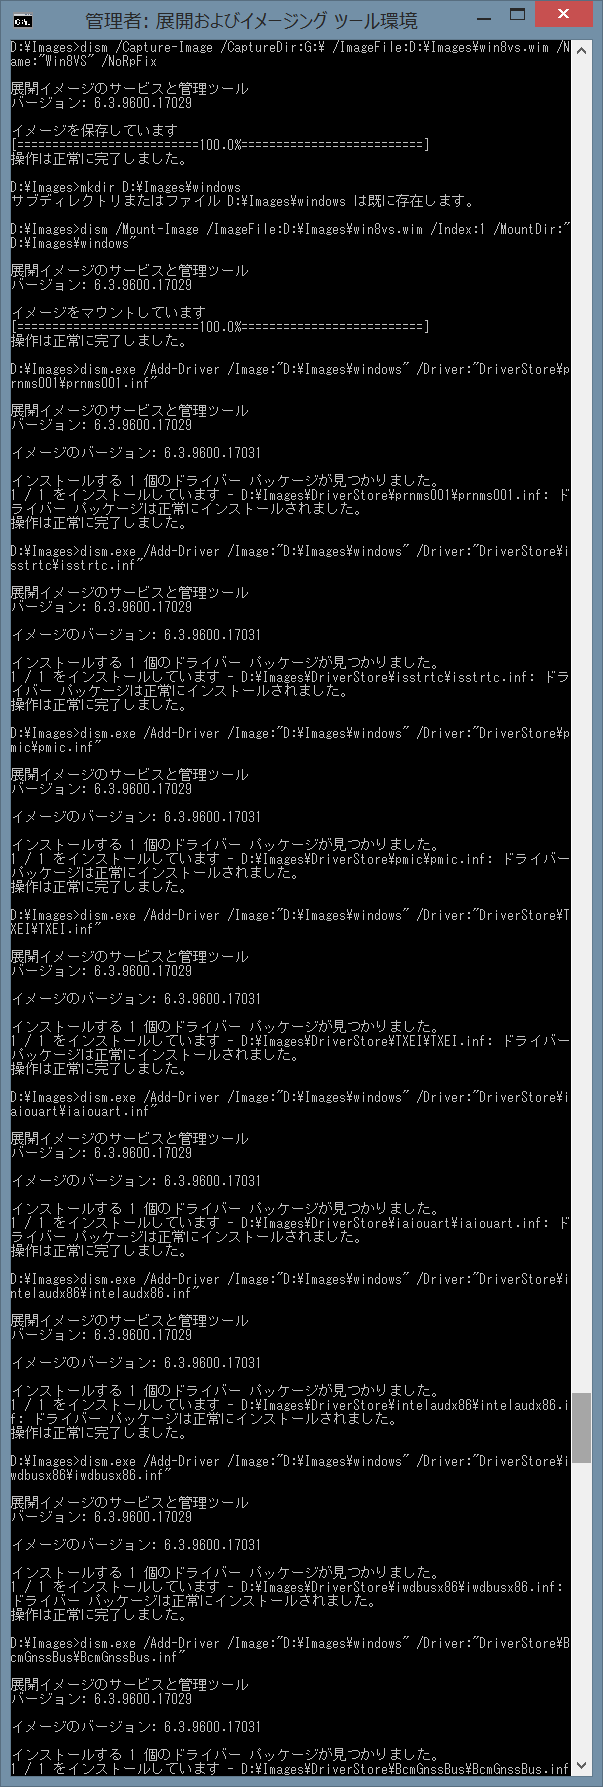 管理者: 展開およびイメージング ツール環境
D:¥Images>dism /Capture-Image /CaptureDir:G:¥ /ImageFile:D:¥Images¥win8vs.wim /N
ame:"Win8VS" /NoRpFix
展開イメージのサービスと管理ツール
バージョン: 6.3.9600.17029
イメージを保存しています
[==========================100.0%==========================]
操作は正常に完了しました。
D:¥Images>mkdir D:¥Images¥windows
サブディレクトリまたはファイル D:¥Images¥windows は既に存在します。
D:¥Images>dism /Mount-Image /ImageFile:D:¥Images¥win8vs.wim /Index:1 /MountDir:"
D:¥Images¥windows"
展開イメージのサービスと管理ツール
バージョン: 6.3.9600.17029
イメージをマウントしています
[==========================100.0%==========================]
操作は正常に完了しました。
D:¥Images>dism.exe /Add-Driver /Image:"D:¥Images¥windows" /Driver:"DriverStore¥p
rnms001¥prnms001.inf"
展開イメージのサービスと管理ツール
バージョン: 6.3.9600.17029
イメージのバージョン: 6.3.9600.17031
インストールする 1 個のドライバー パッケージが見つかりました。
1 / 1 をインストールしています - D:¥Images¥DriverStore¥prnms001¥prnms001.inf: ド
ライバー パッケージは正常にインストールされました。
操作は正常に完了しました。
D:¥Images>dism.exe /Add-Driver /Image:"D:¥Images¥windows" /Driver:"DriverStore¥i
sstrtc¥isstrtc.inf"
展開イメージのサービスと管理ツール
バージョン: 6.3.9600.17029
イメージのバージョン: 6.3.9600.17031
インストールする 1 個のドライバー パッケージが見つかりました。
1 / 1 をインストールしています - D:¥Images¥DriverStore¥isstrtc¥isstrtc.inf: ドラ
イバー パッケージは正常にインストールされました。
操作は正常に完了しました。
D:¥Images>dism.exe /Add-Driver /Image:"D:¥Images¥windows" /Driver:"DriverStore¥p
mic¥pmic.inf"
展開イメージのサービスと管理ツール
バージョン: 6.3.9600.17029
イメージのバージョン: 6.3.9600.17031
インストールする 1 個のドライバー パッケージが見つかりました。
1 / 1 をインストールしています - D:¥Images¥DriverStore¥pmic¥pmic.inf: ドライバー
パッケージは正常にインストールされました。
操作は正常に完了しました。
D:¥Images>dism.exe /Add-Driver /Image:"D:¥Images¥windows" /Driver:"DriverStore¥T
XEI¥TXEI.inf"
展開イメージのサービスと管理ツール
バージョン: 6.3.9600.17029
イメージのバージョン: 6.3.9600.17031
インストールする 1 個のドライバー パッケージが見つかりました。
1 / 1 をインストールしています - D:¥Images¥DriverStore¥TXEI¥TXEI.inf: ドライバー
パッケージは正常にインストールされました。
操作は正常に完了しました。
D:¥Images>dism.exe /Add-Driver /Image:"D:¥Images¥windows" /Driver:"DriverStore¥i
aiouart¥iaiouart.inf"
展開イメージのサービスと管理ツール
バージョン: 6.3.9600.17029
イメージのバージョン: 6.3.9600.17031
インストールする 1 個のドライバー パッケージが見つかりました。
1 / 1 をインストールしています - D:¥Images¥DriverStore¥iaiouart¥iaiouart.inf: ド
ライバー パッケージは正常にインストールされました。
操作は正常に完了しました。
D:¥Images>dism.exe /Add-Driver /Image:"D:¥Images¥windows" /Driver:"DriverStore¥i
ntelaudx86¥intelaudx86.inf"
展開イメージのサービスと管理ツール
バージョン: 6.3.9600.17029
イメージのバージョン: 6.3.9600.17031
インストールする 1 個のドライバー パッケージが見つかりました。
1 / 1 をインストールしています - D:¥Images¥DriverStore¥intelaudx86¥intelaudx86.in
f: ドライバー パッケージは正常にインストールされました。
操作は正常に完了しました。
D:¥Images>dism.exe /Add-Driver /Image:"D:¥Images¥windows" /Driver:"DriverStore¥i
wdbusx86¥iwdbusx86.inf"
展開イメージのサービスと管理ツール
バージョン: 6.3.9600.17029
イメージのバージョン: 6.3.9600.17031
インストールする 1 個のドライバー パッケージが見つかりました。
1 / 1 をインストールしています - D:¥Images¥DriverStore¥iwdbusx86¥iwdbusx86.inf:
ドライバー パッケージは正常にインストールされました。
操作は正常に完了しました。
D:¥Images>dism.exe /Add-Driver /Image:"D:¥Images¥windows" /Driver:"DriverStore¥B
cmGnssBus¥BcmGnssBus.inf"
展開イメージのサービスと管理ツール
バージョン: 6.3.9600.17029
イメージのバージョン: 6.3.9600.17031
インストールする 1 個のドライバー パッケージが見つかりました。
1 / 1 をインストールしています - D:¥Images¥DriverStore¥BcmGnssBus¥BcmGnssBus.inf